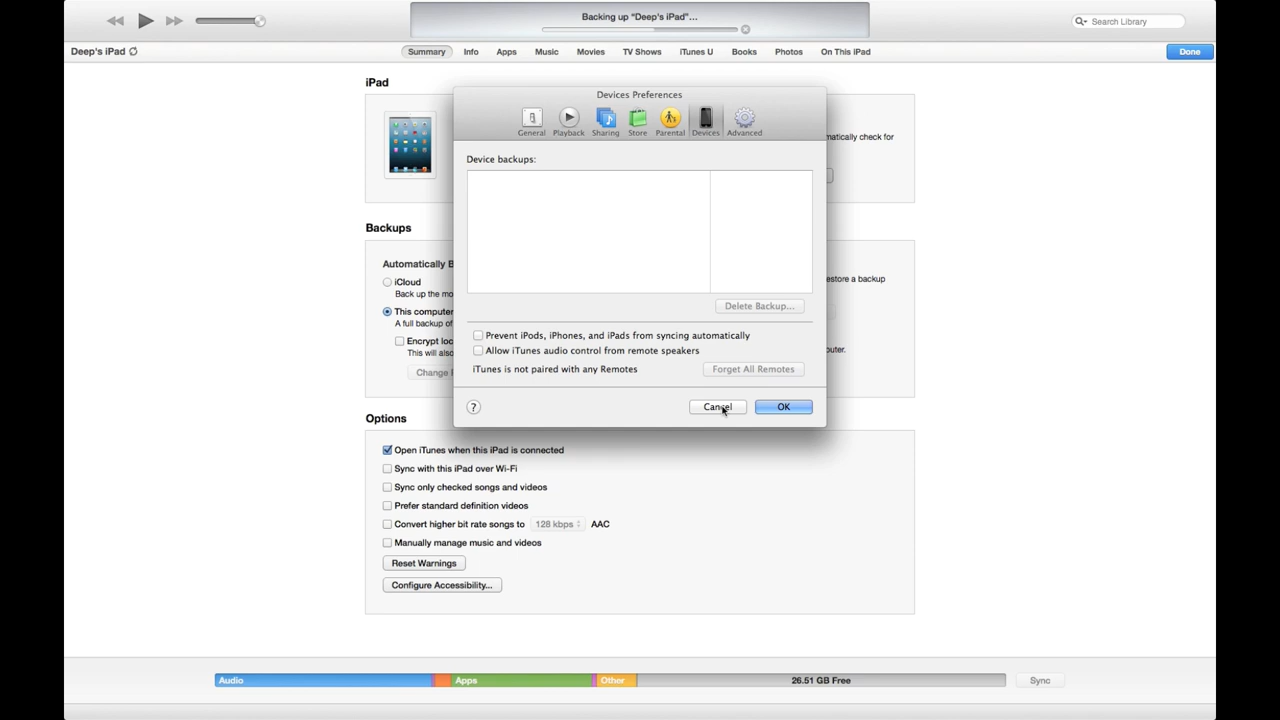 Backing up “Deep's iPad”...
Search Library
Deep's iPad
Summary Info Apps Music Movies TV Shows iTunes U Books Photos On This iPad
Done
iPad
Devices Preferences
General Playback Sharing Store Parental Devices Advanced
matically check for
Device backups:
Backups
Automatically B
iCloud
Back up the mo
estore a backup
Delete Backup...
This computer
A full backup of
Prevent iPods, iPhones, and iPads from syncing automatically
Encrypt loc
This will also
Allow iTunes audio control from remote speakers
uter.
iTunes is not paired with any Remotes
Forget All Remotes
Change
?
Cancel
OK
Options
Open iTunes when this iPad is connected
Sync with this iPad over Wi-Fi
Sync only checked songs and videos
Prefer standard definition videos
Convert higher bit rate songs to 128 kbps AAC
Manually manage music and videos
Reset Warnings
Configure Accessibility...
Audio Apps Other 26.51 GB Free Sync